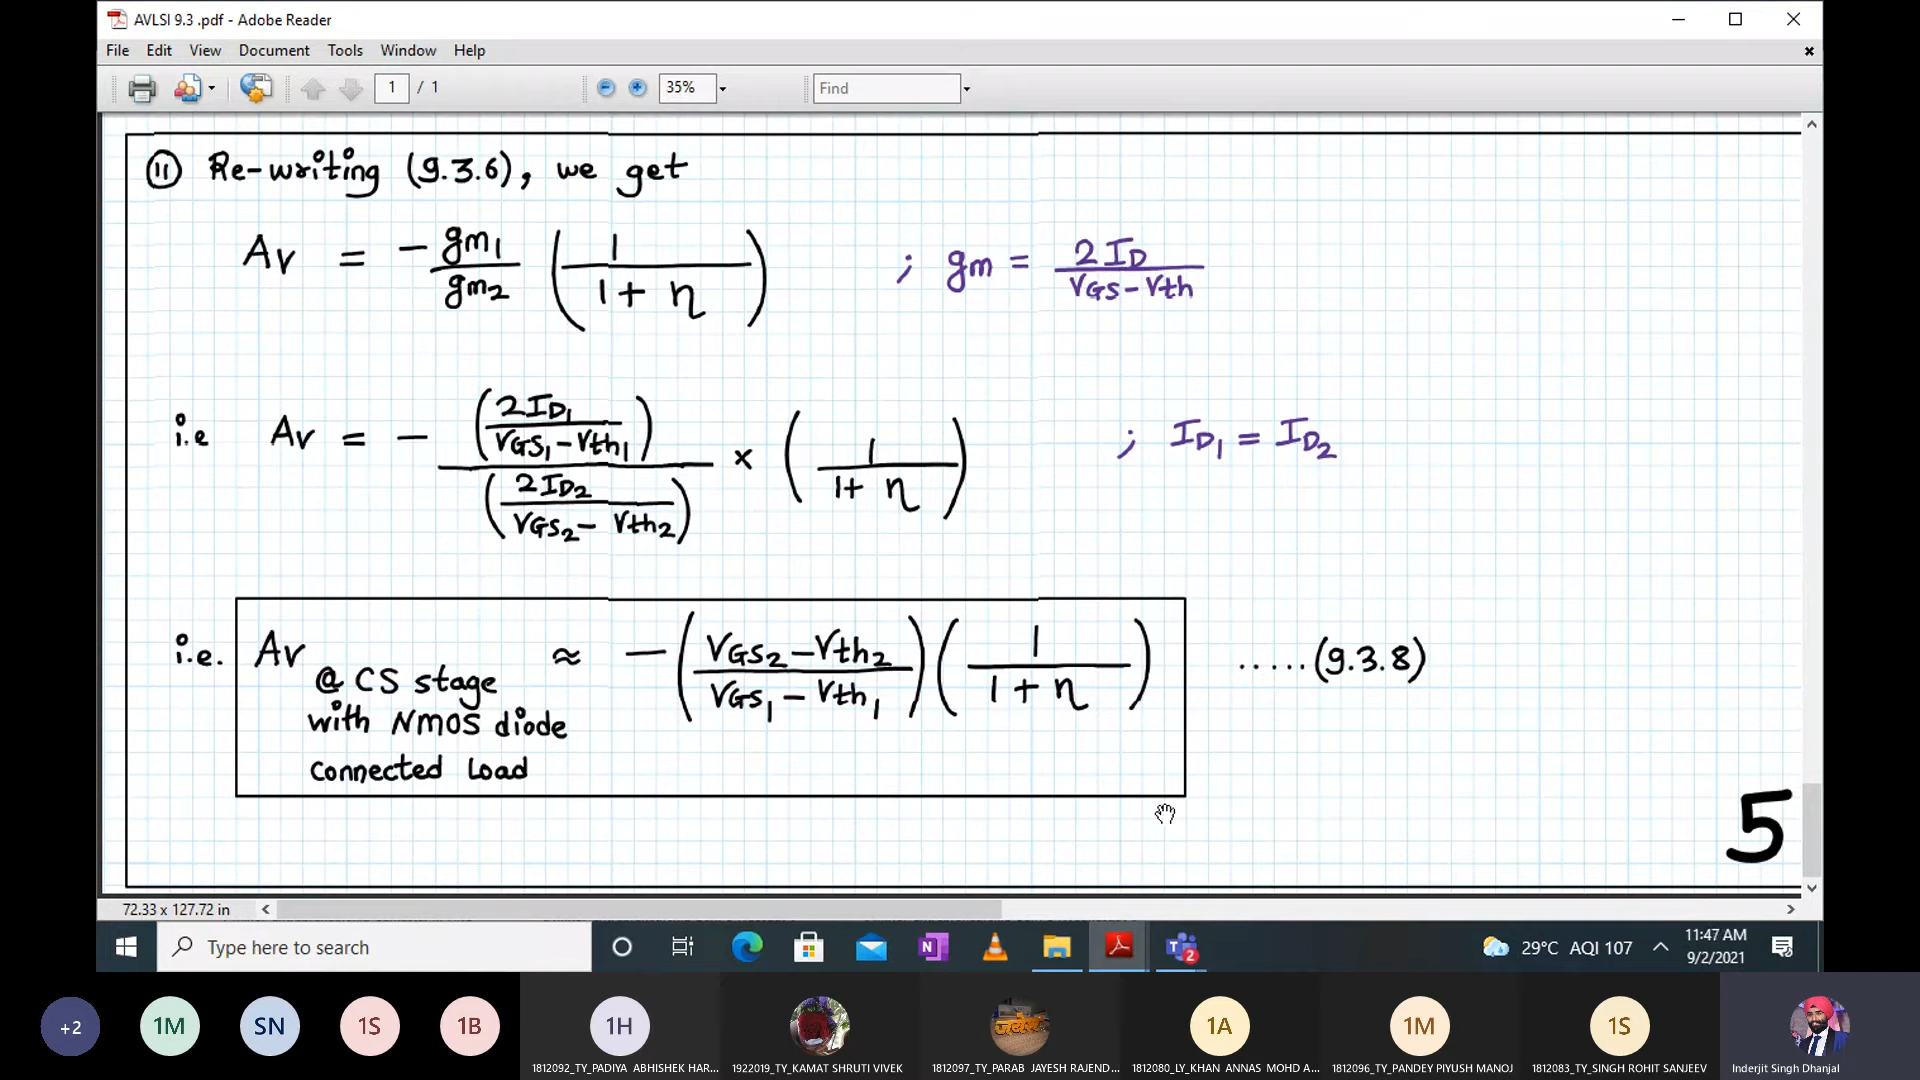 AVLSI 9.3 .pdf - Adobe Reader
File Edit View Document Tools Window Help
1 / 1 35% Find
(11) Re-writing (9.3.6), we get
Av = - gm1/gm2 (1/(1 + η)) ; gm = 2ID/(VGS - Vth)
i.e Av = - (2ID1/(VGS1 - Vth1))/(2ID2/(VGS2 - Vth2)) × (1/(1 + η)) ; ID1 = ID2
i.e. Av @ CS stage with NMOS diode connected Load ≈ - ((VGS2 - Vth2)/(VGS1 - Vth1)) (1/(1 + η)) .....(9.3.8)
5
72.33 x 127.72 in
Type here to search 2 29°C AQI 107 11:47 AM
9/2/2021
+2 1M SN 1S 1B 1H 1A 1M 1S
1812092_TY_PADIYA ABHISHEK HAR... 1922019_TY_KAMAT SHRUTI VIVEK 1812097_TY_PARAB JAYESH RAJEND... 1812080_LY_KHAN ANNAS MOHD A... 1812096_TY_PANDEY PIYUSH MANOJ 1812083_TY_SINGH ROHIT SANJEEV Inderjit Singh Dhanjal